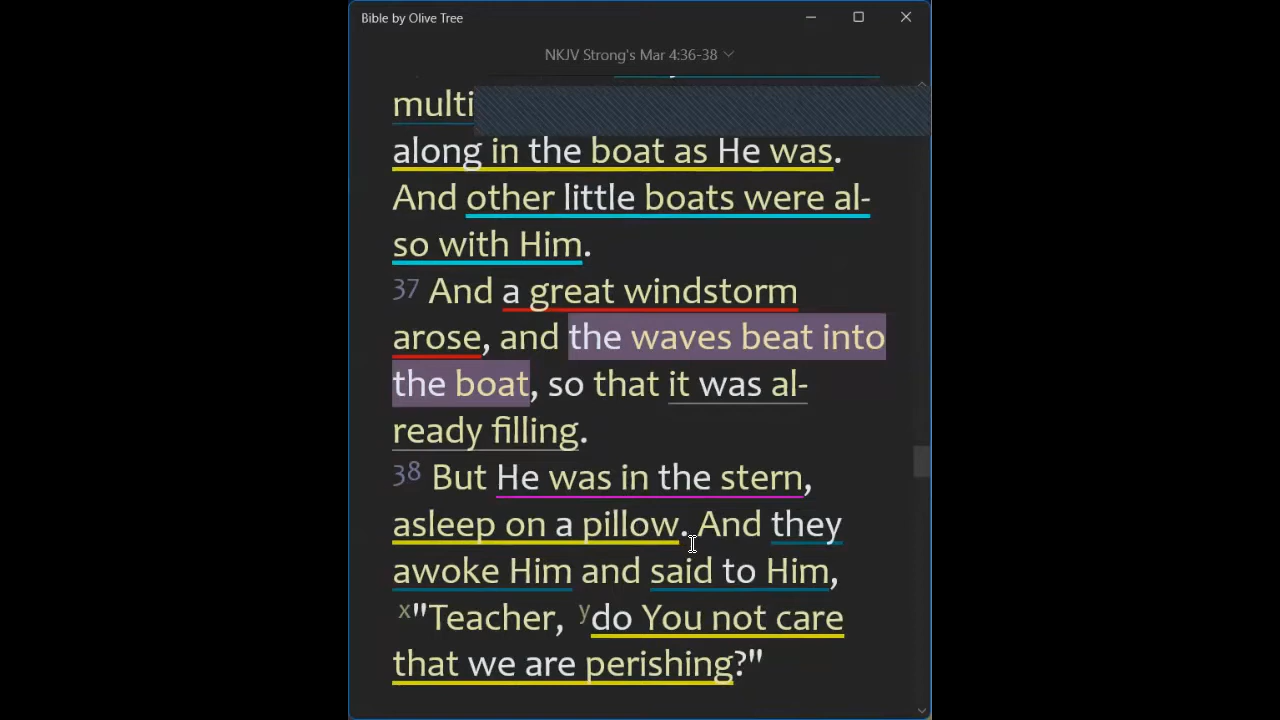 Bible by Olive Tree
NKJV Strong's Mar 4:36-38
multi
along in the boat as He was.
And other little boats were al-
so with Him.
37 And a great windstorm
arose, and the waves beat into
the boat, so that it was al-
ready filling.
38 But He was in the stern,
asleep on a pillow. And they
awoke Him and said to Him,
x"Teacher, ydo You not care
that we are perishing?"